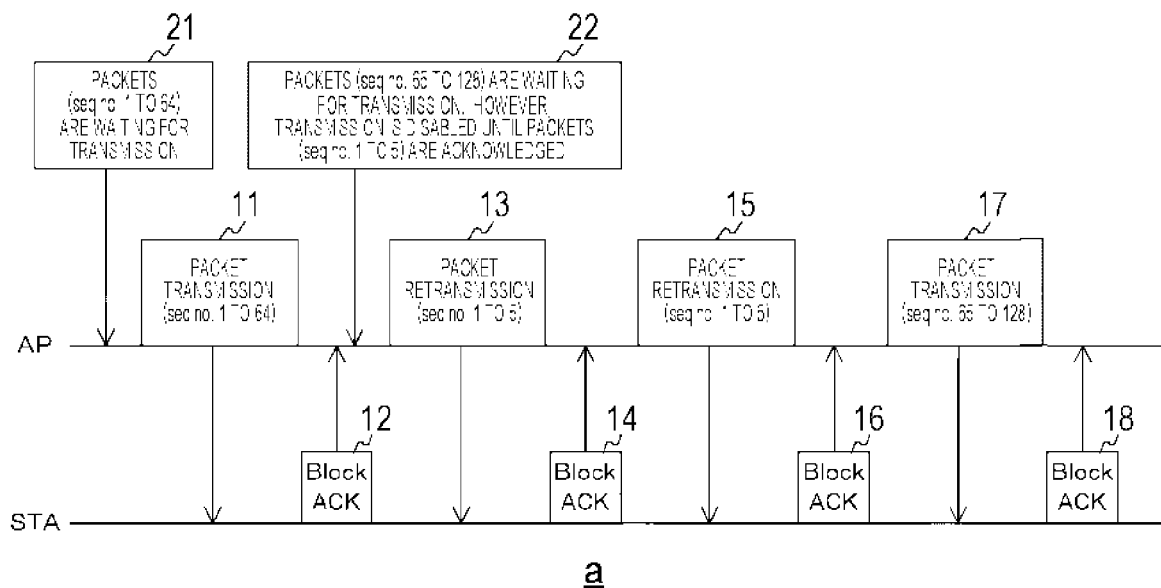 21
22
PACKETS
(seq no. 1 TO 64)
ARE WAITING FOR
TRANSMISSION
PACKETS (seq no. 65 TO 128) ARE WAITING
FOR TRANSMISSION. HOWEVER
TRANSMISSION IS DISABLED UNTIL PACKETS
(seq no. 1 TO 5) ARE ACKNOWLEDGED
11
13
15
17
PACKET
TRANSMISSION
(seq no. 1 TO 64)
PACKET
RETRANSMISSION
(seq no. 1 TO 5)
PACKET
RETRANSMISSION
(seq no. 1 TO 5)
PACKET
TRANSMISSION
(seq no. 65 TO 128)
AP
12
14
16
18
Block
ACK
Block
ACK
Block
ACK
Block
ACK
STA
a